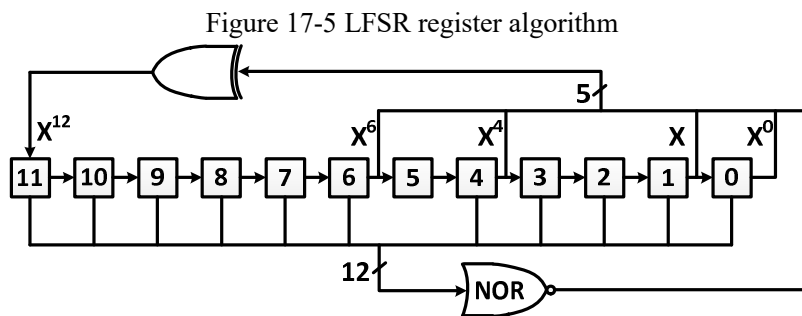 Figure 17-5 LFSR register algorithm
5
X¹² X⁶ X⁴ X X⁰
11 10 9 8 7 6 5 4 3 2 1 0
12 NOR